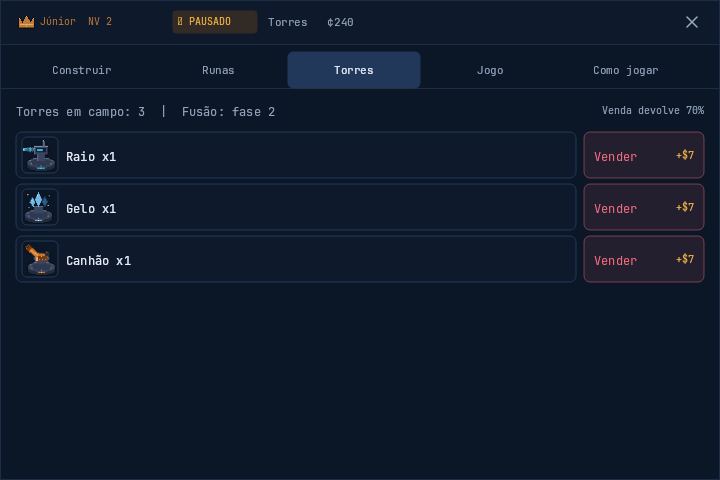 Júnior NV 2 PAUSADO Torres ¢240
Construir Runas Torres Jogo Como jogar
Torres em campo: 3 | Fusão: fase 2 Venda devolve 70%
Raio x1 Vender +$7
Gelo x1 Vender +$7
Canhão x1 Vender +$7